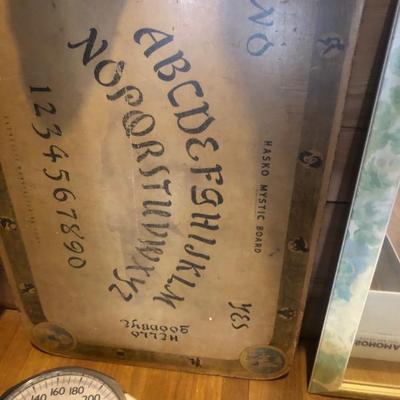 NO
ABCDEFGHIJKLM
NOPQRSTUVWXYZ
1234567890
HASKO MYSTIC BOARD
YES
HELLO
GOODBYE
140 160 180 200